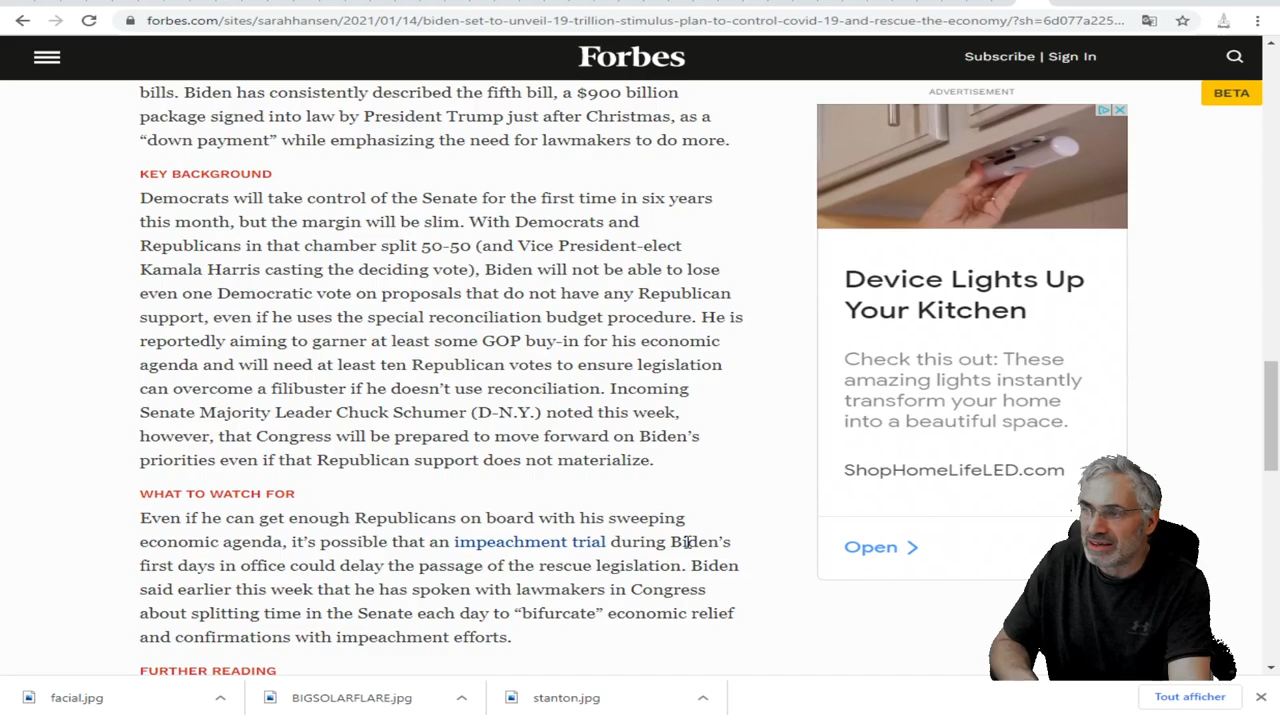 forbes.com/sites/sarahhansen/2021/01/14/biden-set-to-unveil-19-trillion-stimulus-plan-to-control-covid-19-and-rescue-the-economy/?sh=6d077a225...
Forbes
Subscribe | Sign In
bills. Biden has consistently described the fifth bill, a $900 billion
package signed into law by President Trump just after Christmas, as a
“down payment” while emphasizing the need for lawmakers to do more.
KEY BACKGROUND
Democrats will take control of the Senate for the first time in six years
this month, but the margin will be slim. With Democrats and
Republicans in that chamber split 50-50 (and Vice President-elect
Kamala Harris casting the deciding vote), Biden will not be able to lose
even one Democratic vote on proposals that do not have any Republican
support, even if he uses the special reconciliation budget procedure. He is
reportedly aiming to garner at least some GOP buy-in for his economic
agenda and will need at least ten Republican votes to ensure legislation
can overcome a filibuster if he doesn’t use reconciliation. Incoming
Senate Majority Leader Chuck Schumer (D-N.Y.) noted this week,
however, that Congress will be prepared to move forward on Biden’s
priorities even if that Republican support does not materialize.
WHAT TO WATCH FOR
Even if he can get enough Republicans on board with his sweeping
economic agenda, it’s possible that an impeachment trial during Biden’s
first days in office could delay the passage of the rescue legislation. Biden
said earlier this week that he has spoken with lawmakers in Congress
about splitting time in the Senate each day to “bifurcate” economic relief
and confirmations with impeachment efforts.
FURTHER READING
ADVERTISEMENT
BETA
Device Lights Up
Your Kitchen
Check this out: These
amazing lights instantly
transform your home
into a beautiful space.
ShopHomeLifeLED.com
Open
facial.jpg
BIGSOLARFLARE.jpg
stanton.jpg
Tout afficher